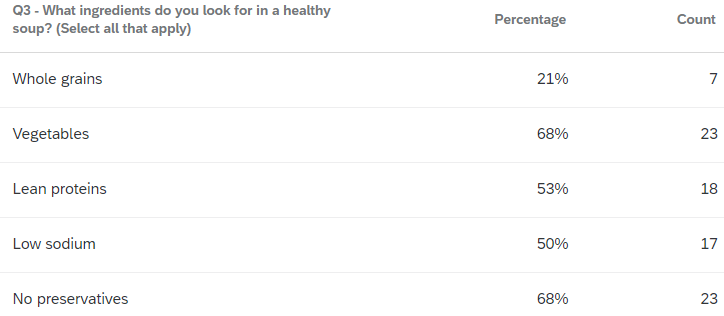 Q3 - What ingredients do you look for in a healthy
soup? (Select all that apply) Percentage Count
Whole grains 21% 7
Vegetables 68% 23
Lean proteins 53% 18
Low sodium 50% 17
No preservatives 68% 23